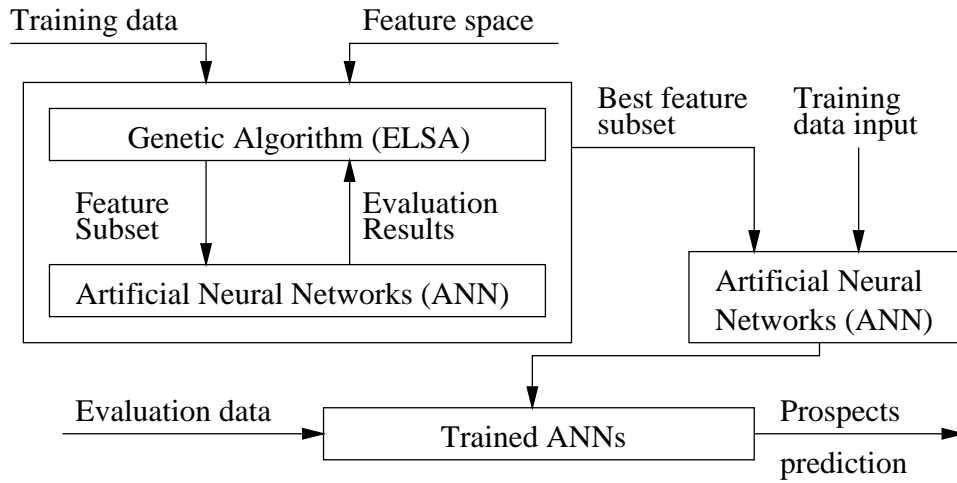 Training data
Feature space
Genetic Algorithm (ELSA)
Feature
Subset
Evaluation
Results
Artificial Neural Networks (ANN)
Best feature
subset
Training
data input
Artificial Neural
Networks (ANN)
Evaluation data
Trained ANNs
Prospects
prediction